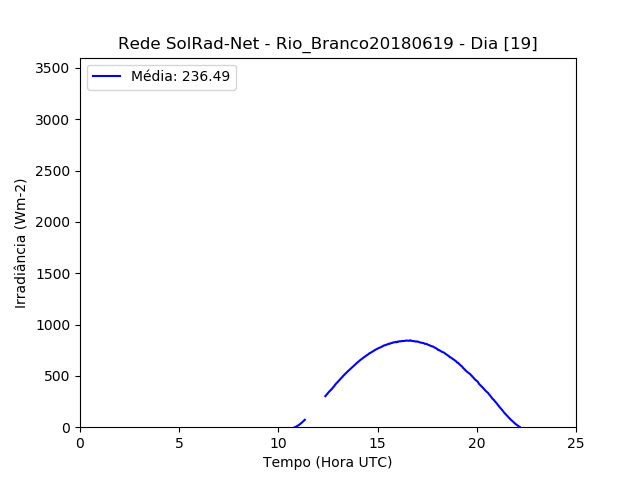 Rede SolRad-Net - Rio_Branco20180619 - Dia [19]
Média: 236.49
3500
3000
2500
2000
1500
1000
500
0
Irradiância (Wm-2)
0 5 10 15 20 25
Tempo (Hora UTC)